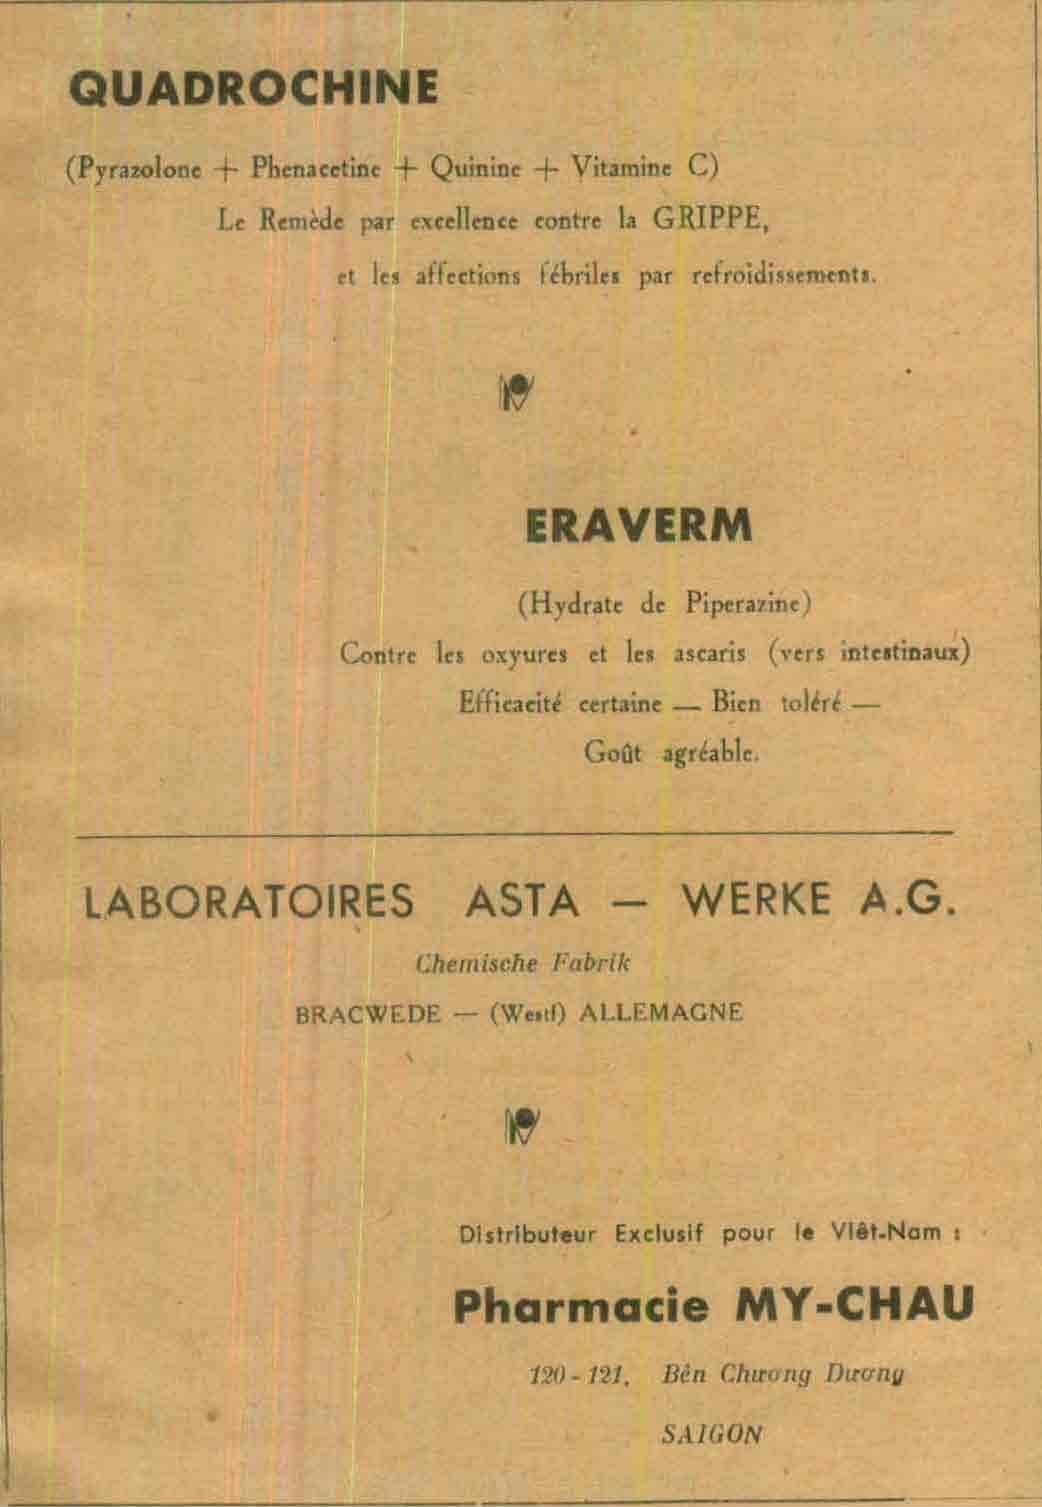 QUADROCHINE
(Pyrazolone + Phenacetine + Quinine + Vitamine C)
Le Remède par excellence contre la GRIPPE,
et les affections fébriles par refroidissements.
ERAVERM
(Hydrate de Piperazine)
Contre les oxyures et les ascaris (vers intestinaux)
Efficacité certaine — Bien toléré —
Goût agréable.
LABORATOIRES ASTA — WERKE A.G.
Chemische Fabrik
BRACWEDE — (Westf) ALLEMAGNE
Distributeur Exclusif pour le Viêt-Nam :
Pharmacie MY-CHAU
120 - 121, Bên Chương Dương
SAIGON